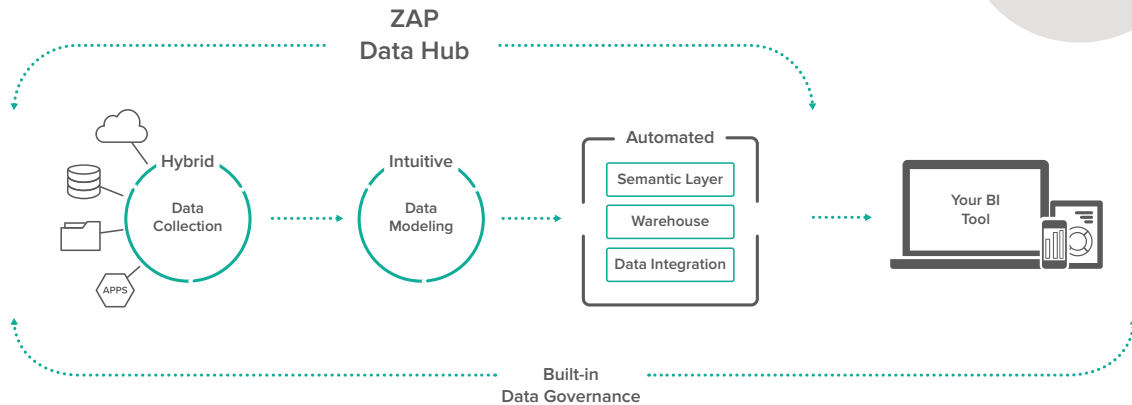 ZAP
Data Hub
Hybrid
Data
Collection
APPS
Intuitive
Data
Modeling
Automated
Semantic Layer
Warehouse
Data Integration
Your BI
Tool
Built-in
Data Governance